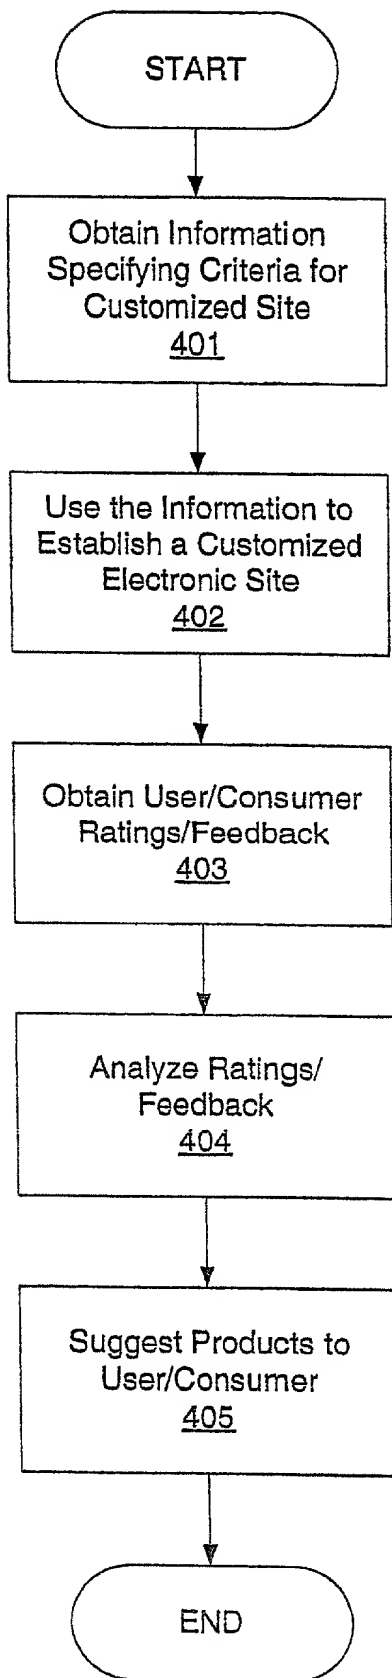 START
Obtain Information
Specifying Criteria for
Customized Site
401
Use the Information to
Establish a Customized
Electronic Site
402
Obtain User/Consumer
Ratings/Feedback
403
Analyze Ratings/
Feedback
404
Suggest Products to
User/Consumer
405
END